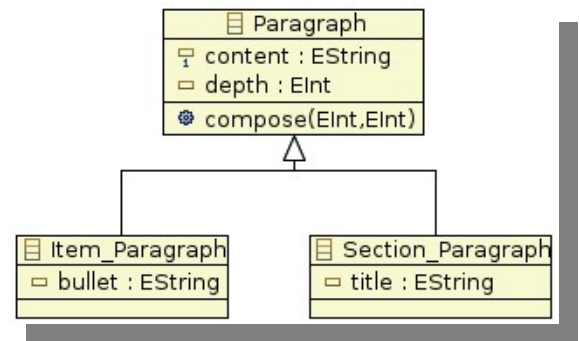 Paragraph
content : EString
depth : EInt
compose(EInt,EInt)
Item_Paragraph
bullet : EString
Section_Paragraph
title : EString